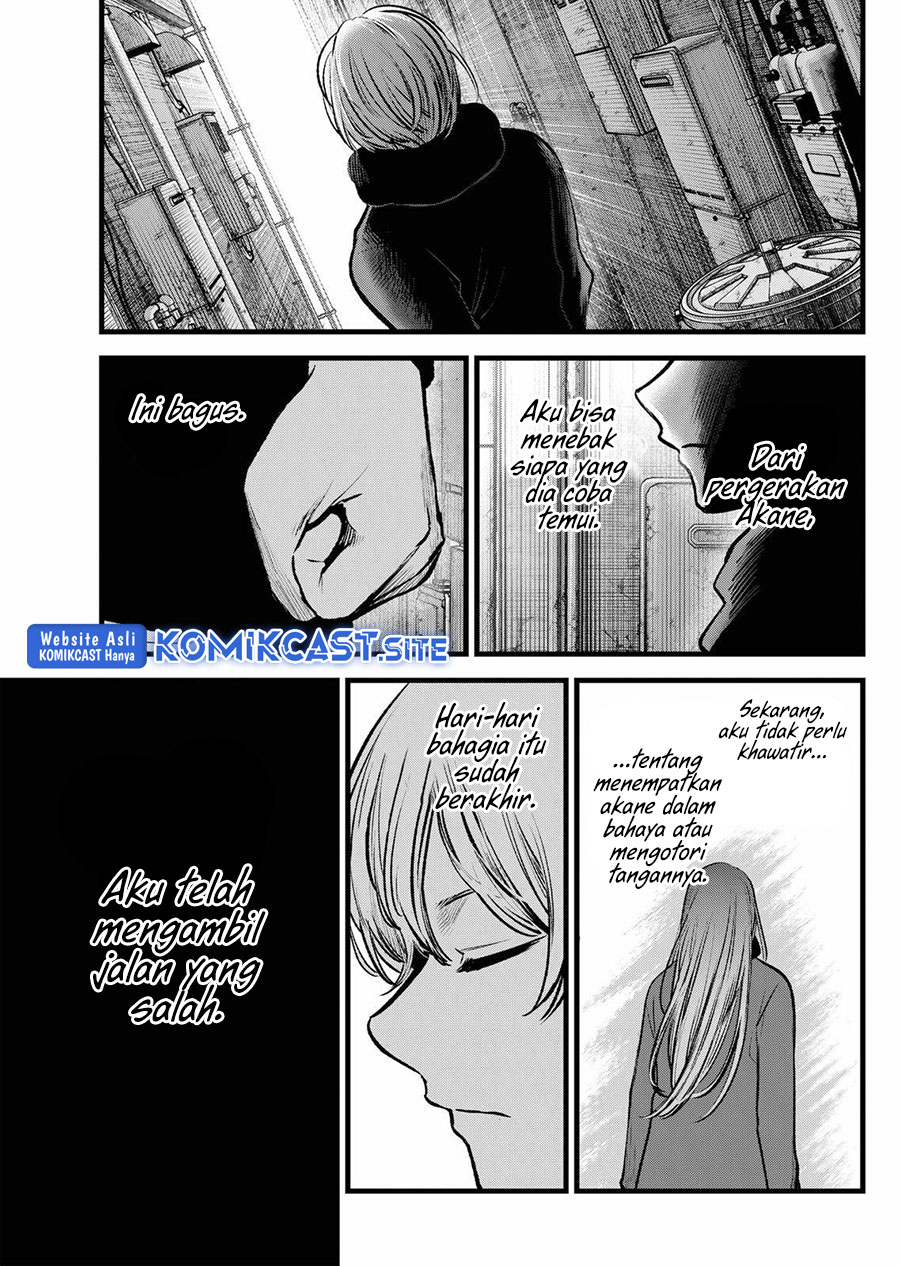 Dari
pergerakan
Akane,
Aku bisa
menebak
siapa yang
dia coba
temui.
Ini bagus.
Website Asli
KOMIKCAST Hanya
KOMIKCAST.SITE
Sekarang,
aku tidak perlu
khawatir...
...tentang
menempatkan
akane dalam
bahaya atau
mengotori
tangannya.
Hari-hari
bahagia itu
sudah
berakhir.
Aku telah
mengambil
jalan yang
salah.